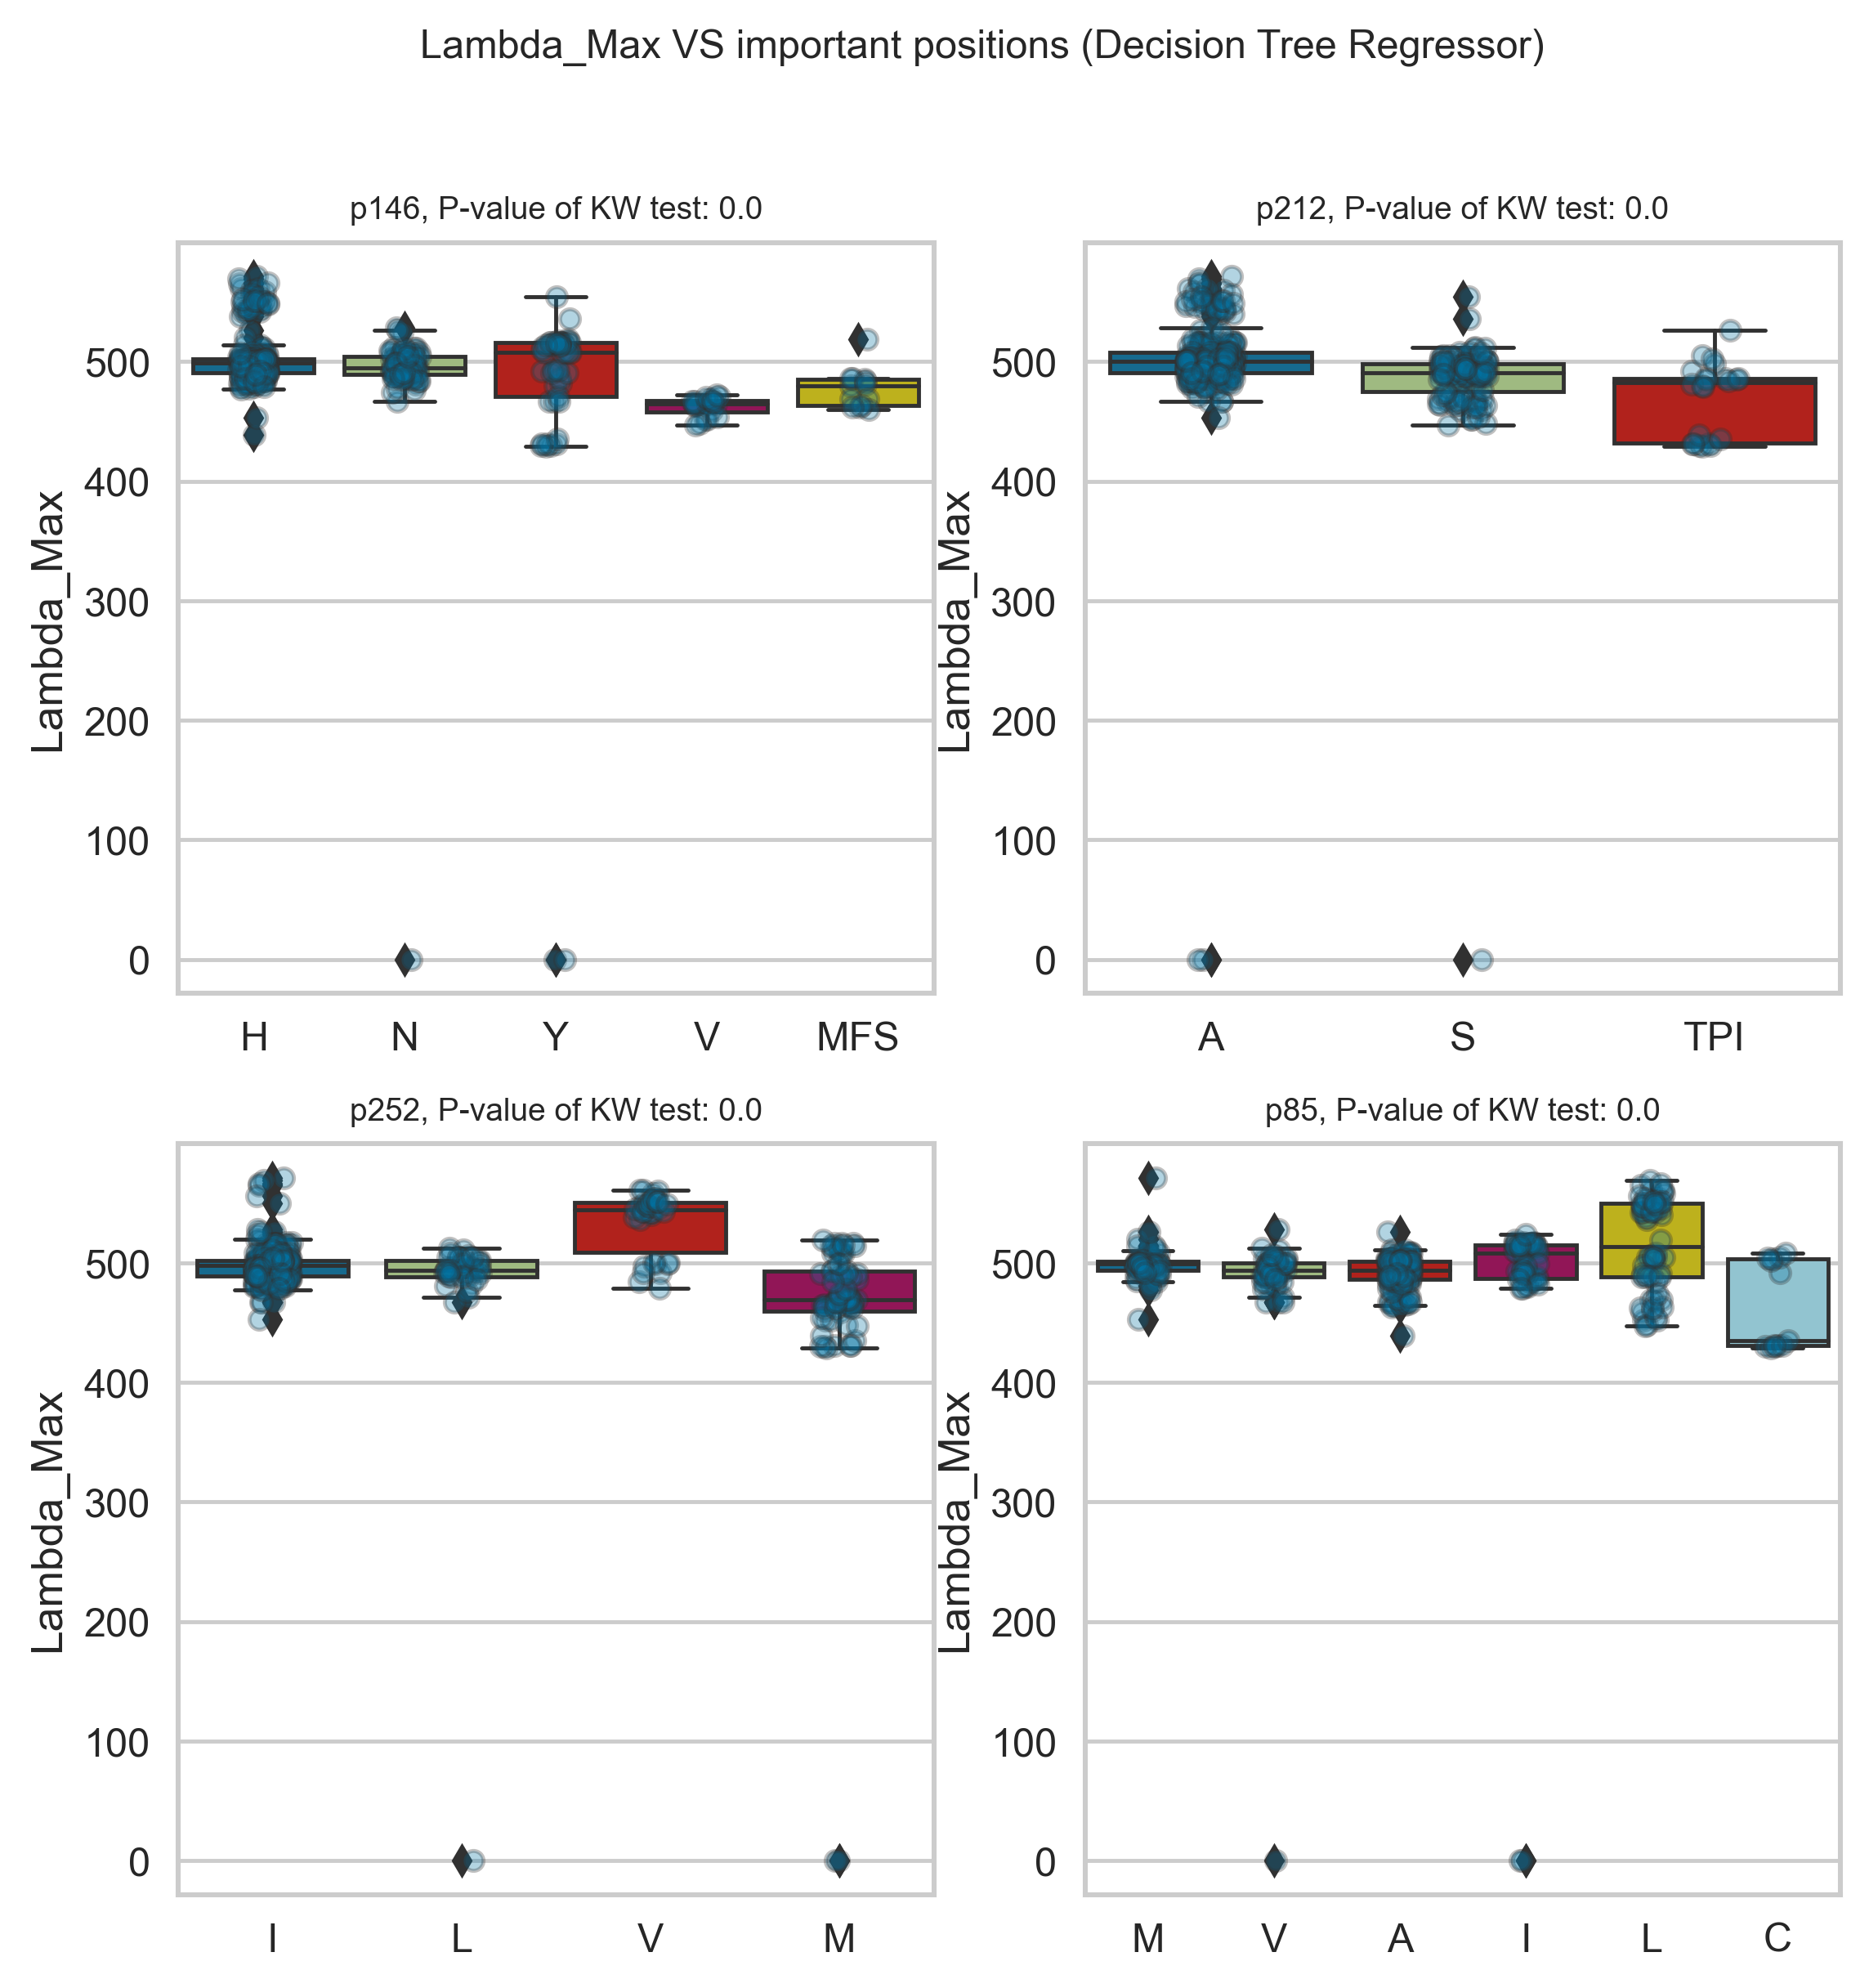 Lambda_Max VS important positions (Decision Tree Regressor)
p146, P-value of KW test: 0.0
Lambda_Max
500
400
300
200
100
0
H N Y V MFS
p212, P-value of KW test: 0.0
Lambda_Max
500
400
300
200
100
0
A S TPI
p252, P-value of KW test: 0.0
Lambda_Max
500
400
300
200
100
0
I L V M
p85, P-value of KW test: 0.0
Lambda_Max
500
400
300
200
100
0
M V A I L C